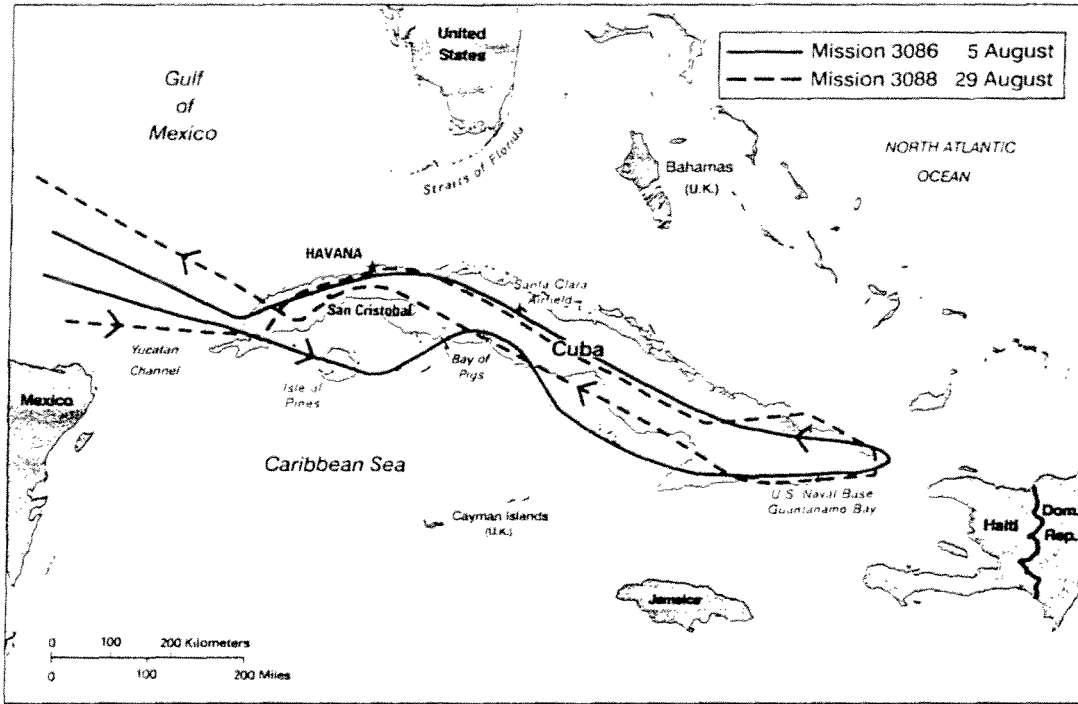 United
States
Mission 3086 5 August
Mission 3088 29 August
Gulf
of
Mexico
NORTH ATLANTIC
OCEAN
Straits of Florida
Bahamas
(U.K.)
HAVANA
Santa Clara
Airfield
San Cristobal
Cuba
Yucatan
Channel
Bay of
Pigs
Isle of
Pines
Mexico
Caribbean Sea
U.S. Naval Base
Guantanamo Bay
Cayman Islands
(U.K.)
Haiti
Dom.
Rep.
Jamaica
0 100 200 Kilometers
0 100 200 Miles